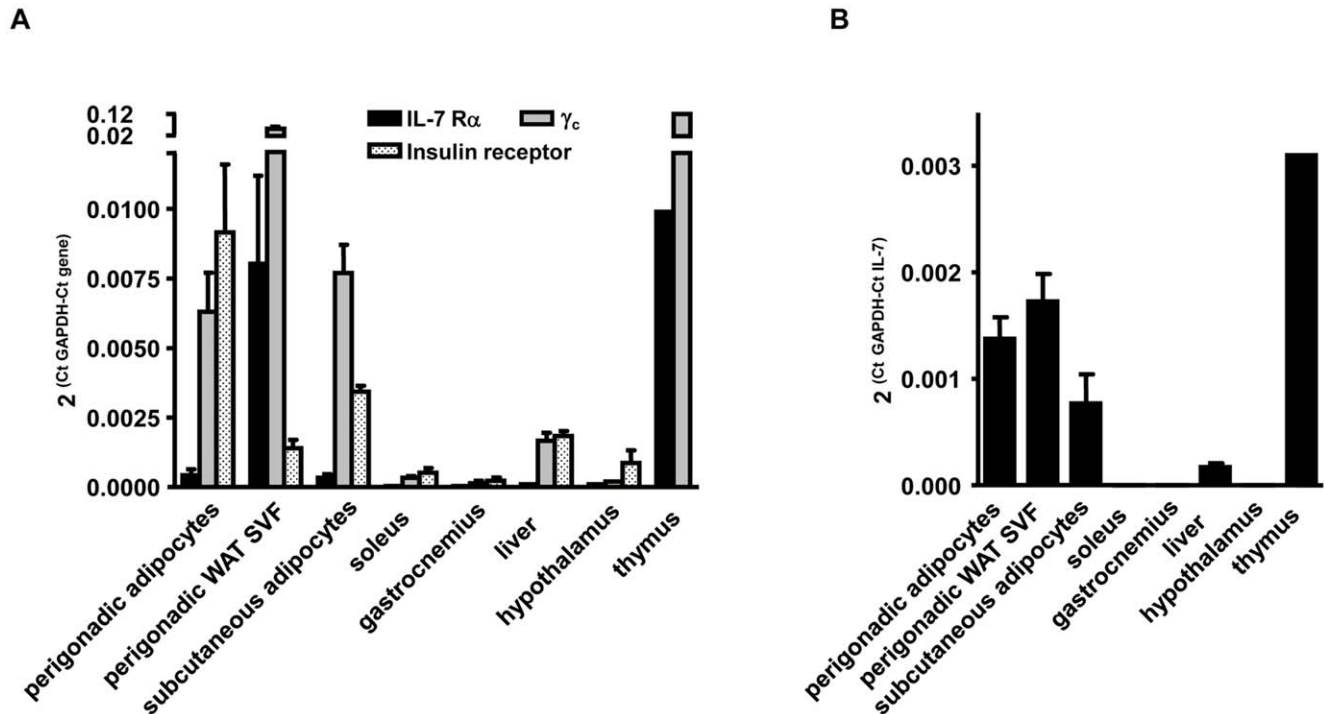 A
B
0.12
0.02
0.0100
0.0075
0.0050
0.0025
0.0000
2 (Ct GAPDH-Ct gene)
IL-7 Rα
γc
Insulin receptor
perigonadic adipocytes
perigonadic WAT SVF
subcutaneous adipocytes
soleus
gastrocnemius
liver
hypothalamus
thymus
0.003
0.002
0.001
0.000
2 (Ct GAPDH-Ct IL-7)
perigonadic adipocytes
perigonadic WAT SVF
subcutaneous adipocytes
soleus
gastrocnemius
liver
hypothalamus
thymus